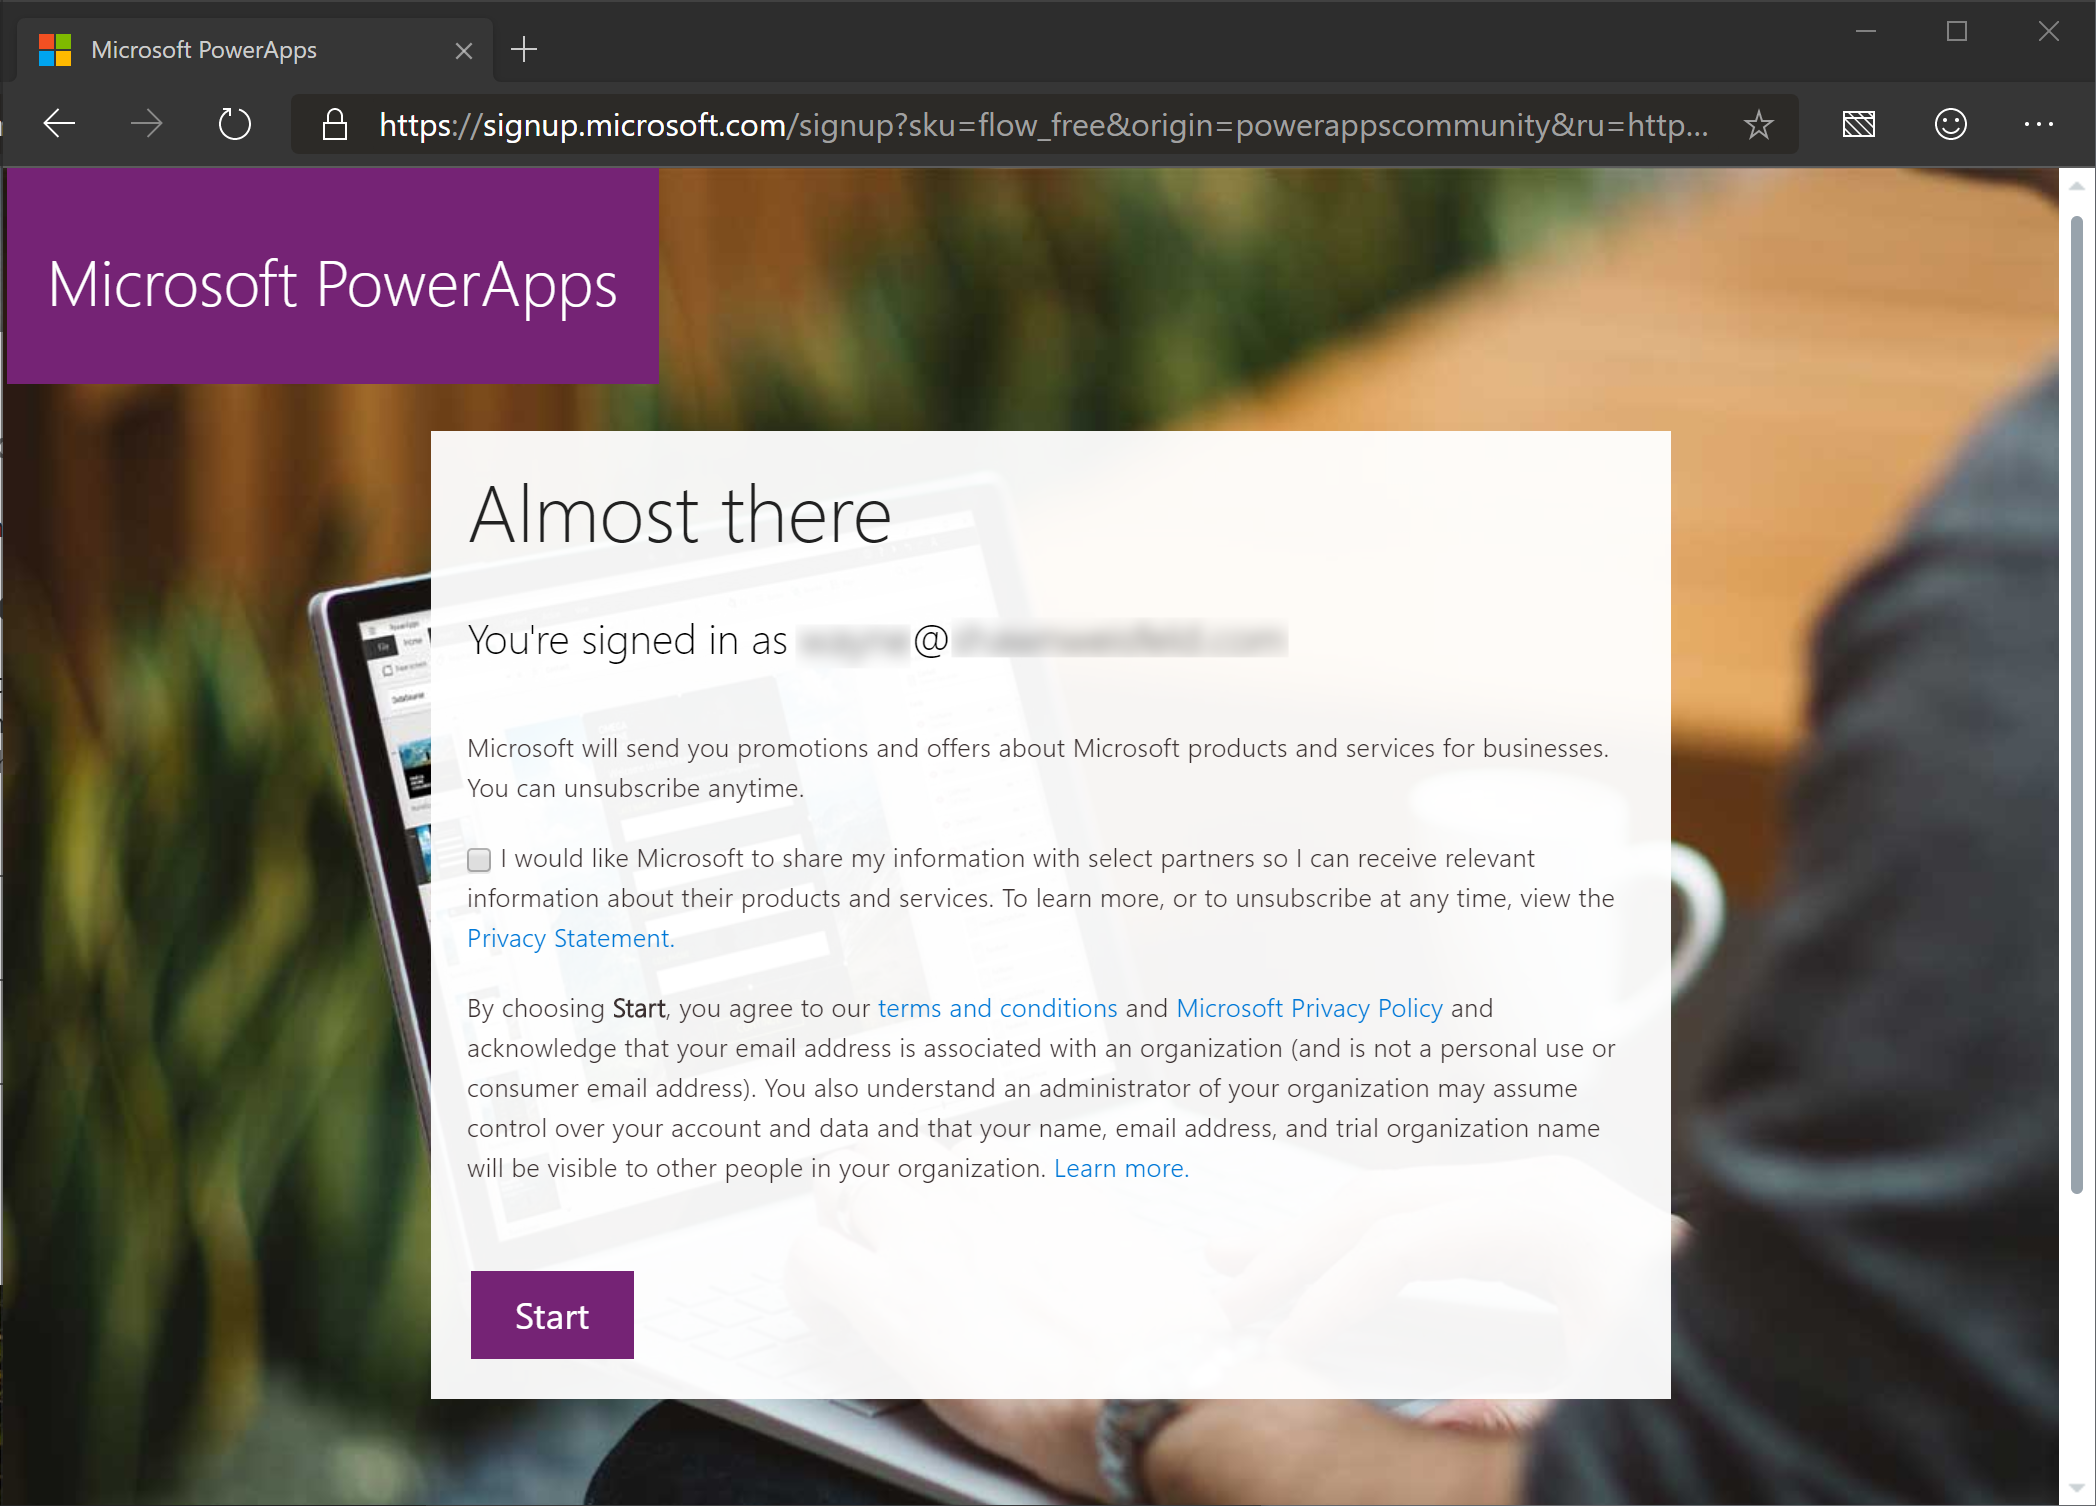 Microsoft PowerApps
https://signup.microsoft.com/signup?sku=flow_free&origin=powerappscommunity&ru=http...
Microsoft PowerApps
Almost there
You're signed in as @
Microsoft will send you promotions and offers about Microsoft products and services for businesses.
You can unsubscribe anytime.
I would like Microsoft to share my information with select partners so I can receive relevant
information about their products and services. To learn more, or to unsubscribe at any time, view the
Privacy Statement.
By choosing Start, you agree to our terms and conditions and Microsoft Privacy Policy and
acknowledge that your email address is associated with an organization (and is not a personal use or
consumer email address). You also understand an administrator of your organization may assume
control over your account and data and that your name, email address, and trial organization name
will be visible to other people in your organization. Learn more.
Start